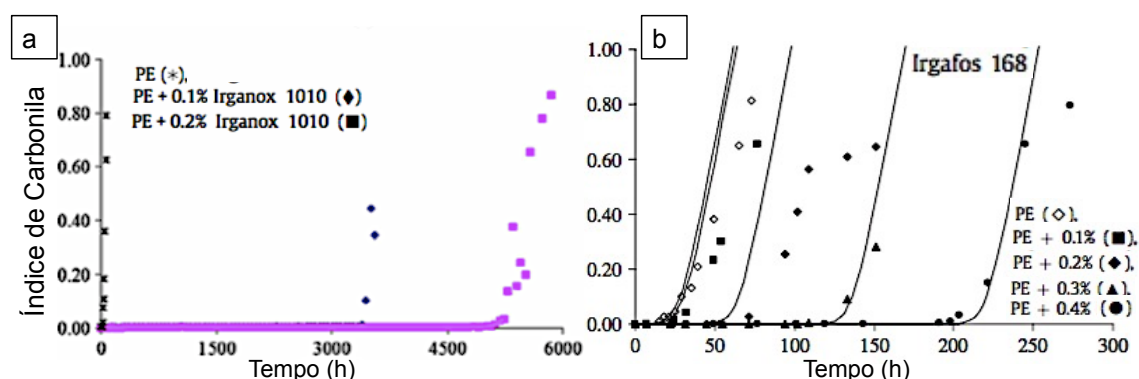 a
Índice de Carbonila
1.00
0.80
0.60
0.40
0.20
0.00
PE (*),
PE + 0.1% Irganox 1010 (◆)
PE + 0.2% Irganox 1010 (■)
0 1500 3000 4500 6000
Tempo (h)
b
1.00
0.80
0.60
0.40
0.20
0.00
Irgafos 168
PE (◇),
PE + 0.1% (■),
PE + 0.2% (◆),
PE + 0.3% (▲),
PE + 0.4% (●)
0 50 100 150 200 250 300
Tempo (h)